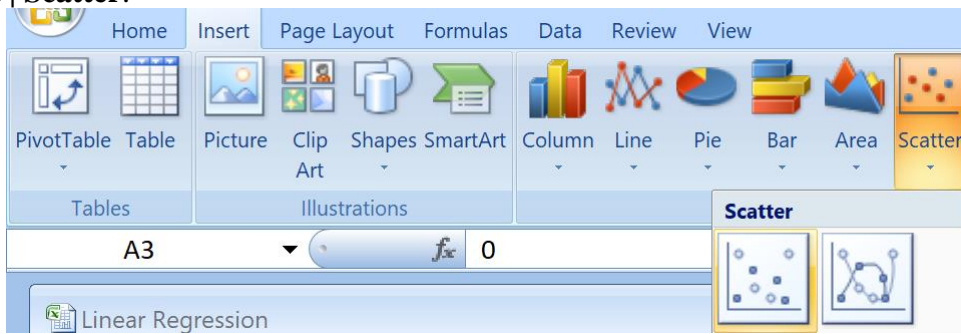 | Scatter.
Home Insert Page Layout Formulas Data Review View
PivotTable Table Picture Clip Art Shapes SmartArt Column Line Pie Bar Area Scatter
Tables Illustrations
Scatter
A3 fx 0
Linear Regression